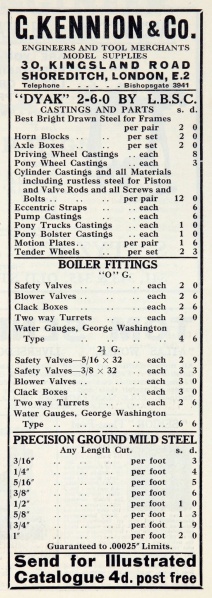 G. KENNION & Co.
ENGINEERS AND TOOL MERCHANTS
MODEL SUPPLIES
30, KINGSLAND ROAD
SHOREDITCH, LONDON, E.2
Telephone - - - - - Bishopsgate 3941
"DYAK" 2-6-0 BY L.B.S.C.
CASTINGS AND PARTS s. d.
Best Bright Drawn Steel for Frames
per pair 2 0
Horn Blocks .. .. per set 2 0
Axle Boxes .. .. per set 2 0
Driving Wheel Castings .. each 8
Pony Wheel Castings .. each 3
Cylinder Castings and all Materials
including rustless steel for Piston
and Valve Rods and all Screws and
Bolts .. .. .. per pair 12 0
Eccentric Straps .. .. each 6
Pump Castings .. .. each 6
Pony Trucks Castings .. each 1 0
Pony Bolster Castings .. each 1 0
Motion Plates .. .. per pair 1 6
Tender Wheels .. .. per set 2 3
BOILER FITTINGS
"O" G.
Safety Valves .. .. .. each 2 0
Blower Valves .. .. .. each 2 6
Clack Boxes .. .. .. each 2 6
Two way Turrets .. .. each 2 0
Water Gauges, George Washington
Type .. .. .. .. each 4 6
2½ G.
Safety Valves—5/16 × 32 .. each 2 9
Safety Valves—3/8 × 32 .. each 3 3
Blower Valves .. .. .. each 3 0
Clack Boxes .. .. .. each 3 0
Two way Turrets .. .. each 2 6
Water Gauges, George Washington
Type .. .. .. .. each 6 6
PRECISION GROUND MILD STEEL
Any Length Cut. s. d.
3/16" .. .. .. per foot 3
1/4" .. .. .. per foot 4
5/16" .. .. .. per foot 5
3/8" .. .. .. per foot 6
1/2" .. .. .. per foot 1 0
5/8" .. .. .. per foot 1 3
3/4" .. .. .. per foot 1 9
1" .. .. .. per foot 2 0
Guaranteed to .00025" Limits.
Send for Illustrated
Catalogue 4d. post free